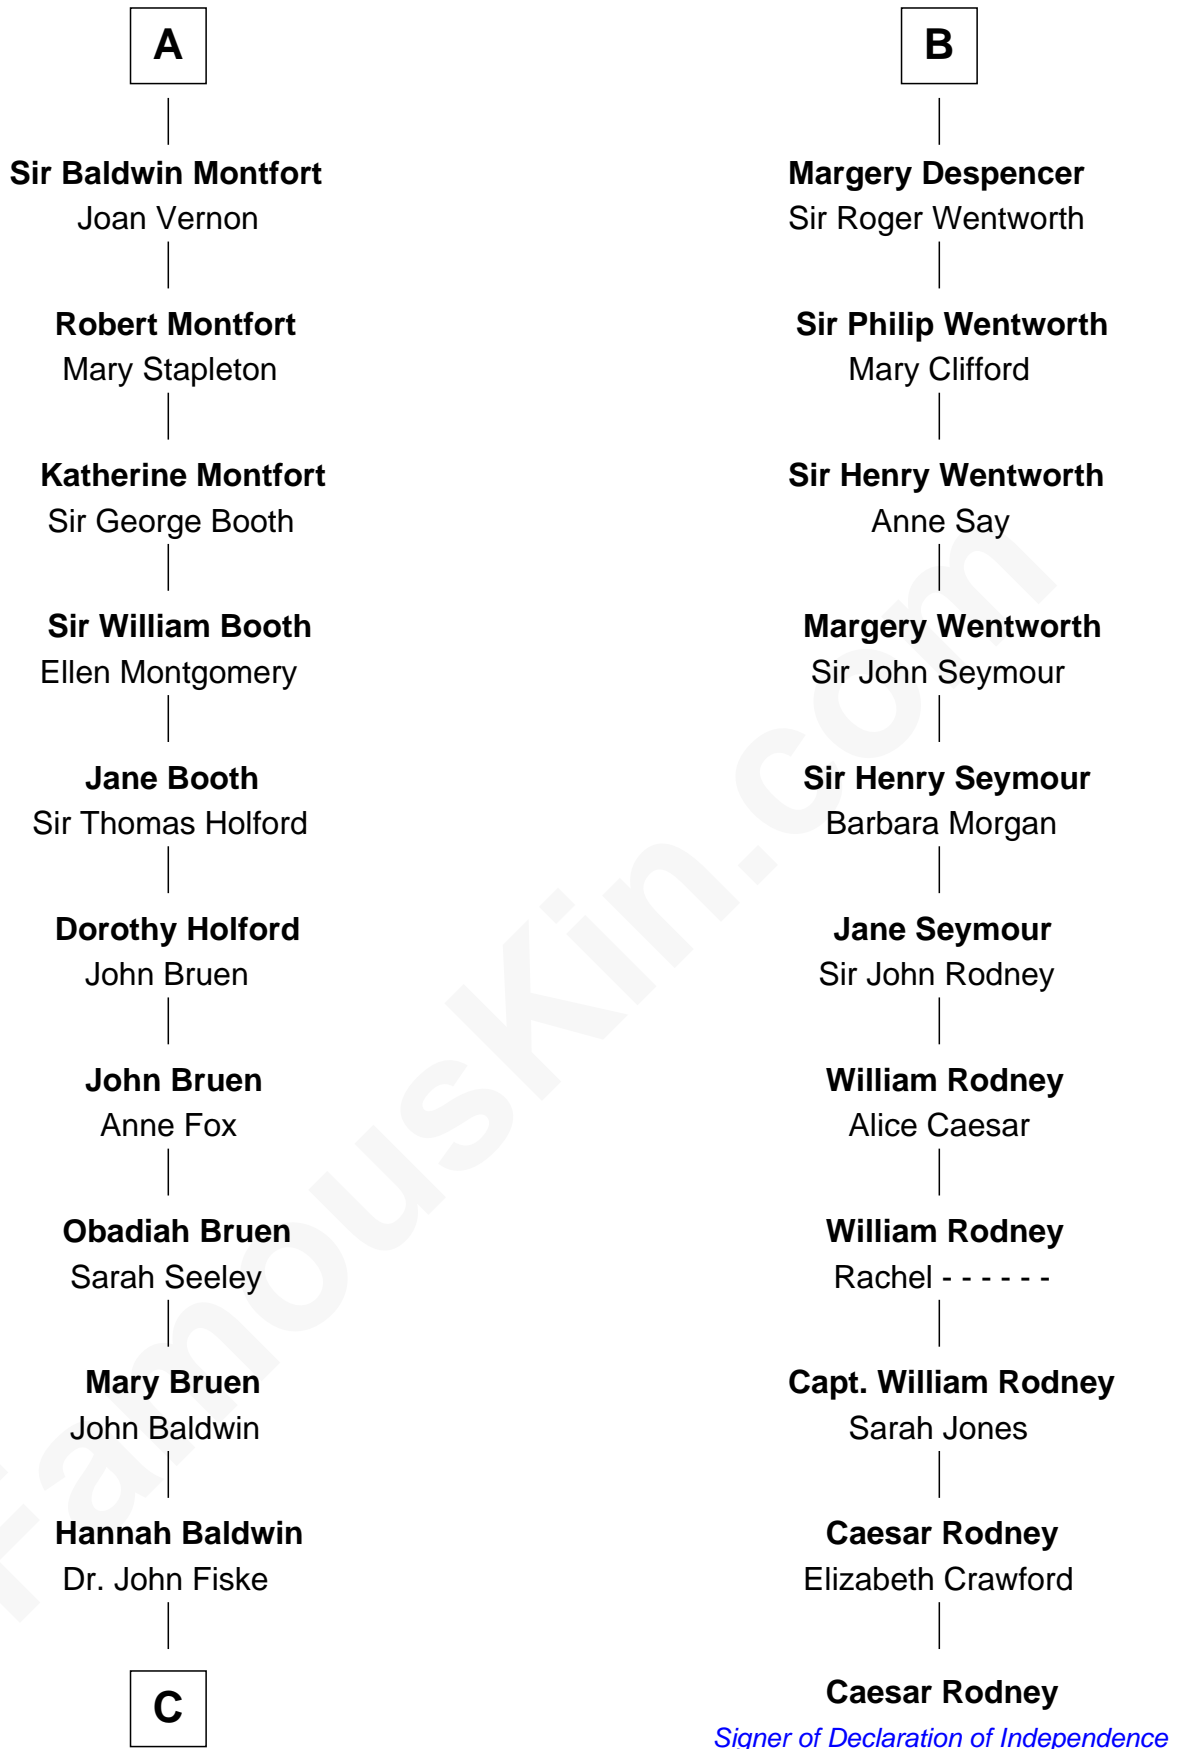 A
Sir Baldwin Montfort
Joan Vernon
Robert Montfort
Mary Stapleton
Katherine Montfort
Sir George Booth
Sir William Booth
Ellen Montgomery
Jane Booth
Sir Thomas Holford
Dorothy Holford
John Bruen
John Bruen
Anne Fox
Obadiah Bruen
Sarah Seeley
Mary Bruen
John Baldwin
Hannah Baldwin
Dr. John Fiske
C
B
Margery Despencer
Sir Roger Wentworth
Sir Philip Wentworth
Mary Clifford
Sir Henry Wentworth
Anne Say
Margery Wentworth
Sir John Seymour
Sir Henry Seymour
Barbara Morgan
Jane Seymour
Sir John Rodney
William Rodney
Alice Caesar
William Rodney
Rachel - - - - - -
Capt. William Rodney
Sarah Jones
Caesar Rodney
Elizabeth Crawford
Caesar Rodney
Signer of Declaration of Independence
FamousKin.com